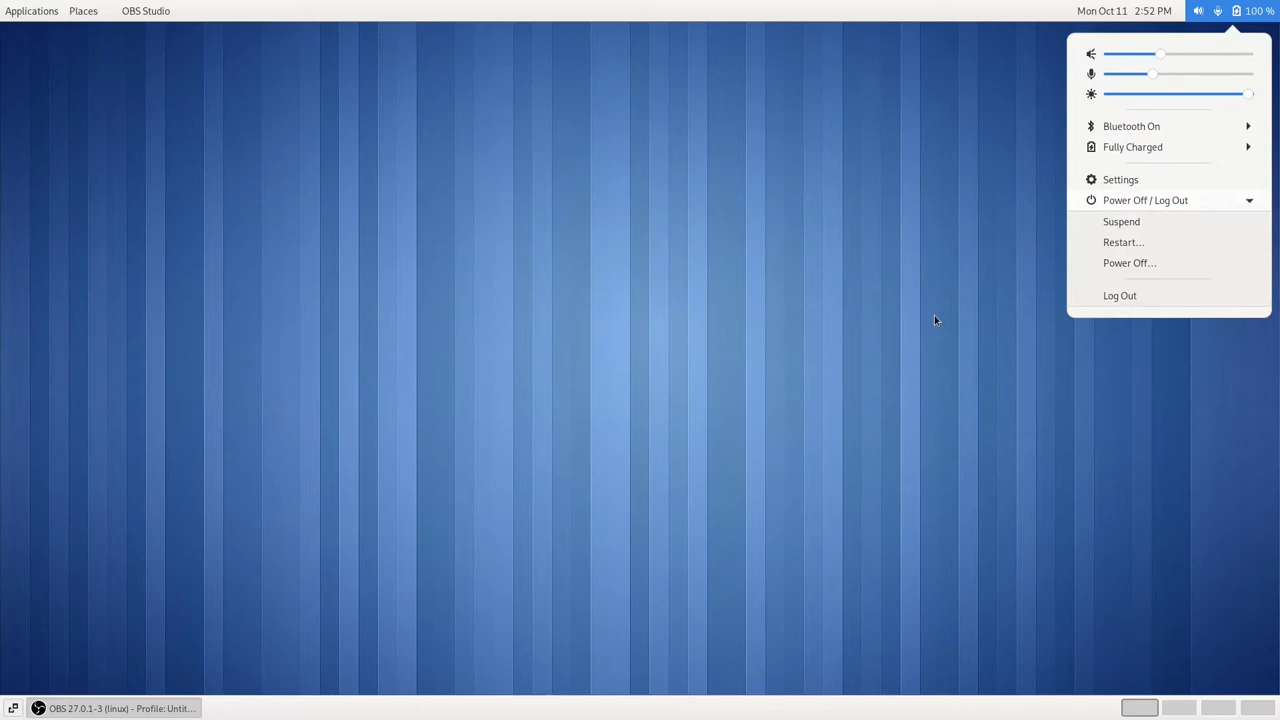 Applications Places OBS Studio Mon Oct 11 2:52 PM 100 %
Bluetooth On
Fully Charged
Settings
Power Off / Log Out
Suspend
Restart…
Power Off…
Log Out
OBS 27.0.1-3 (linux) - Profile: Untit…